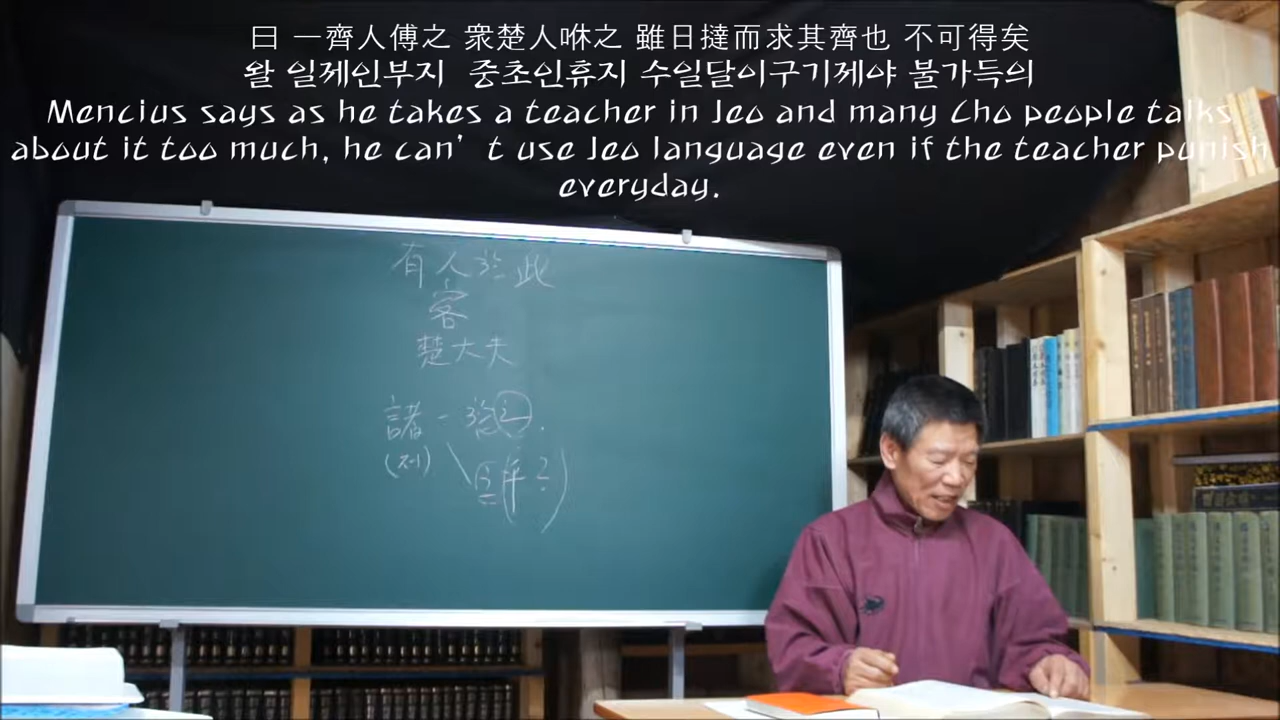 曰 一齊人傅之 衆楚人咻之 雖日撻而求其齊也 不可得矣
왈 일제인부지 중초인휴지 수일달이구기제야 불가득의
Mencius says as he takes a teacher in Jeo and many Cho people talks
about it too much, he can't use Jeo language even if the teacher punish
everyday.
有人於此
客
楚大夫
諸 - 於之.
(저)